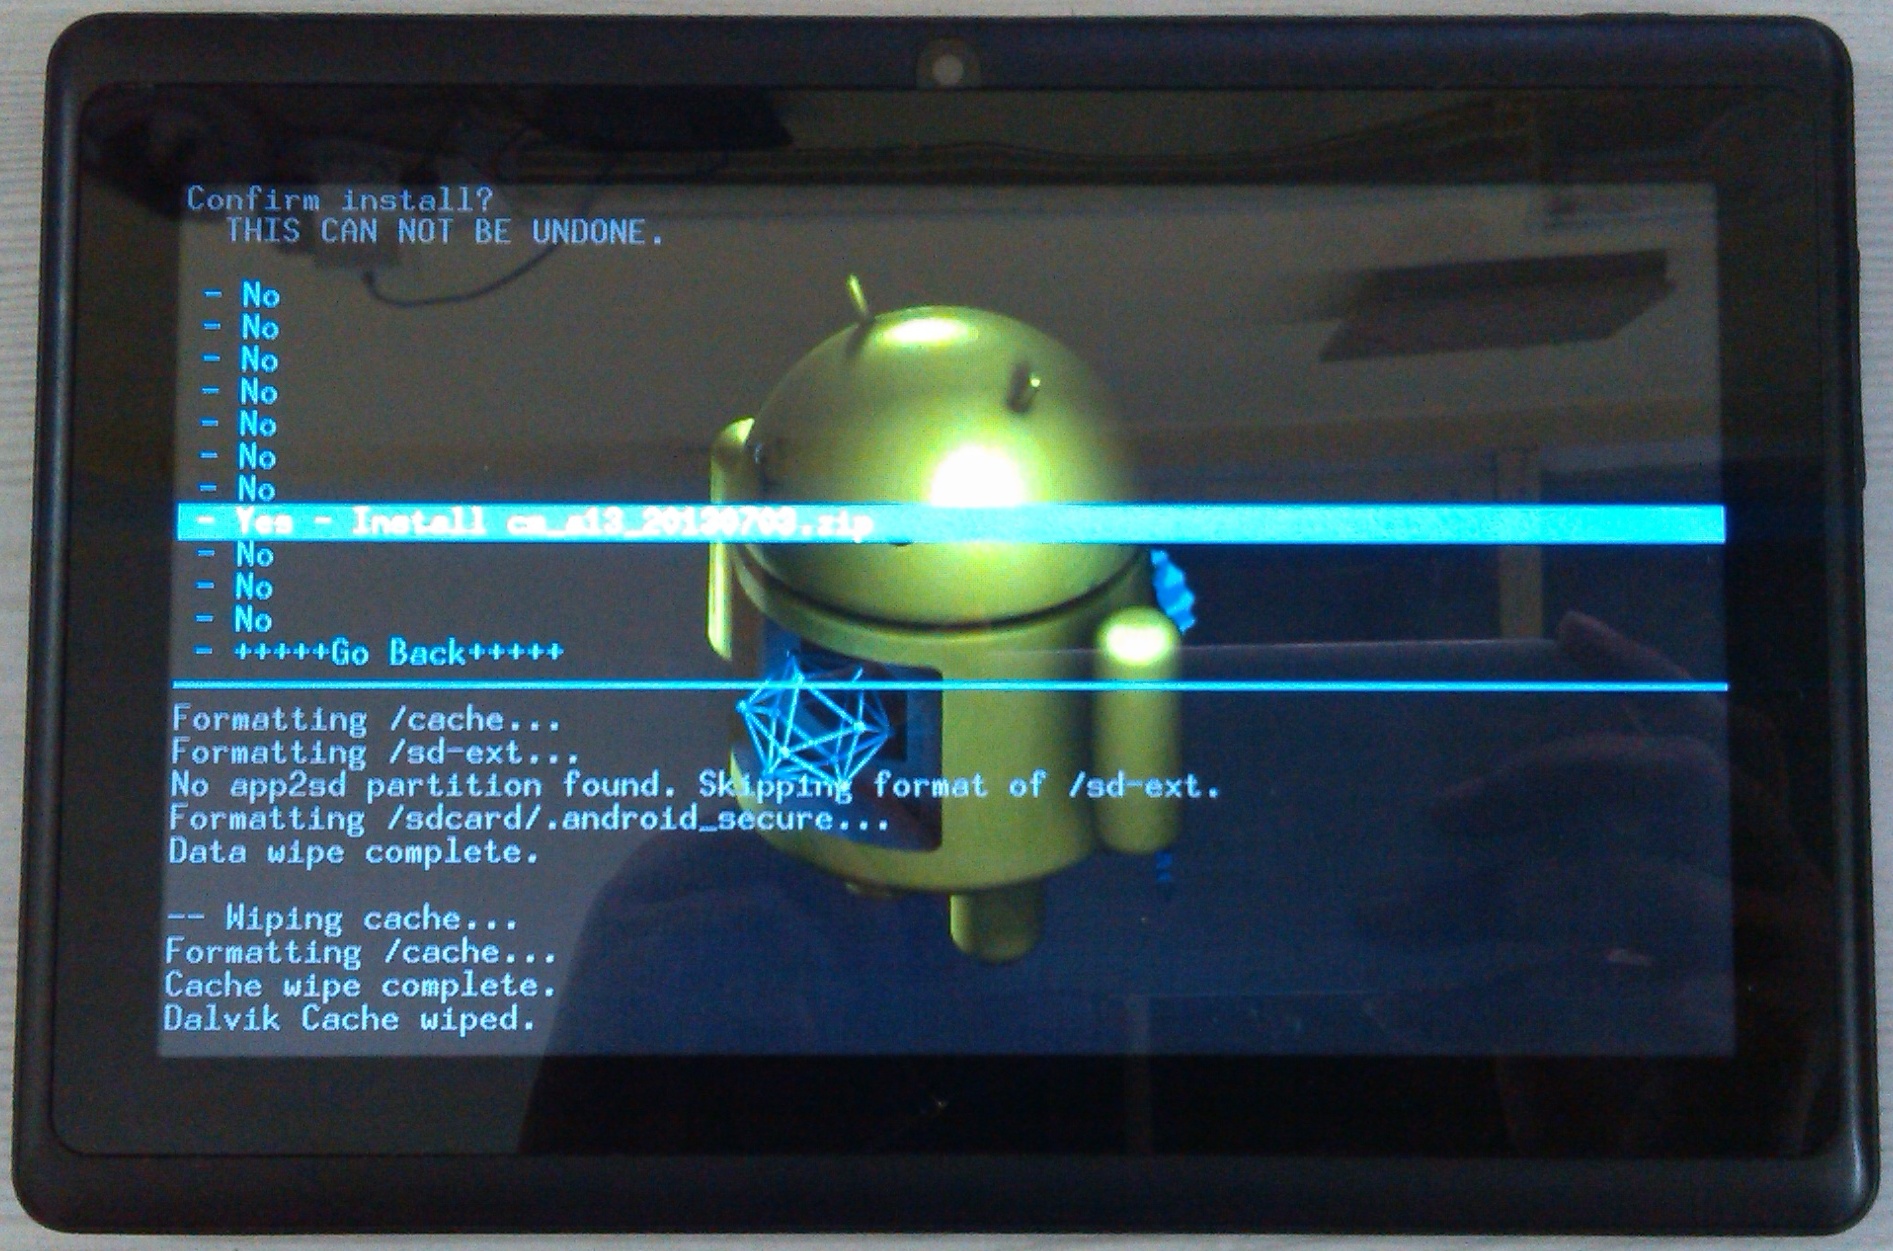 Confirm install?
THIS CAN NOT BE UNDONE.
- No
- No
- No
- No
- No
- No
- No
- Yes - Install cm_a13_20130703.zip
- No
- No
- No
- +++++Go Back+++++
Formatting /cache...
Formatting /sd-ext...
No app2sd partition found. Skipping format of /sd-ext.
Formatting /sdcard/.android_secure...
Data wipe complete.
-- Wiping cache...
Formatting /cache...
Cache wipe complete.
Dalvik Cache wiped.